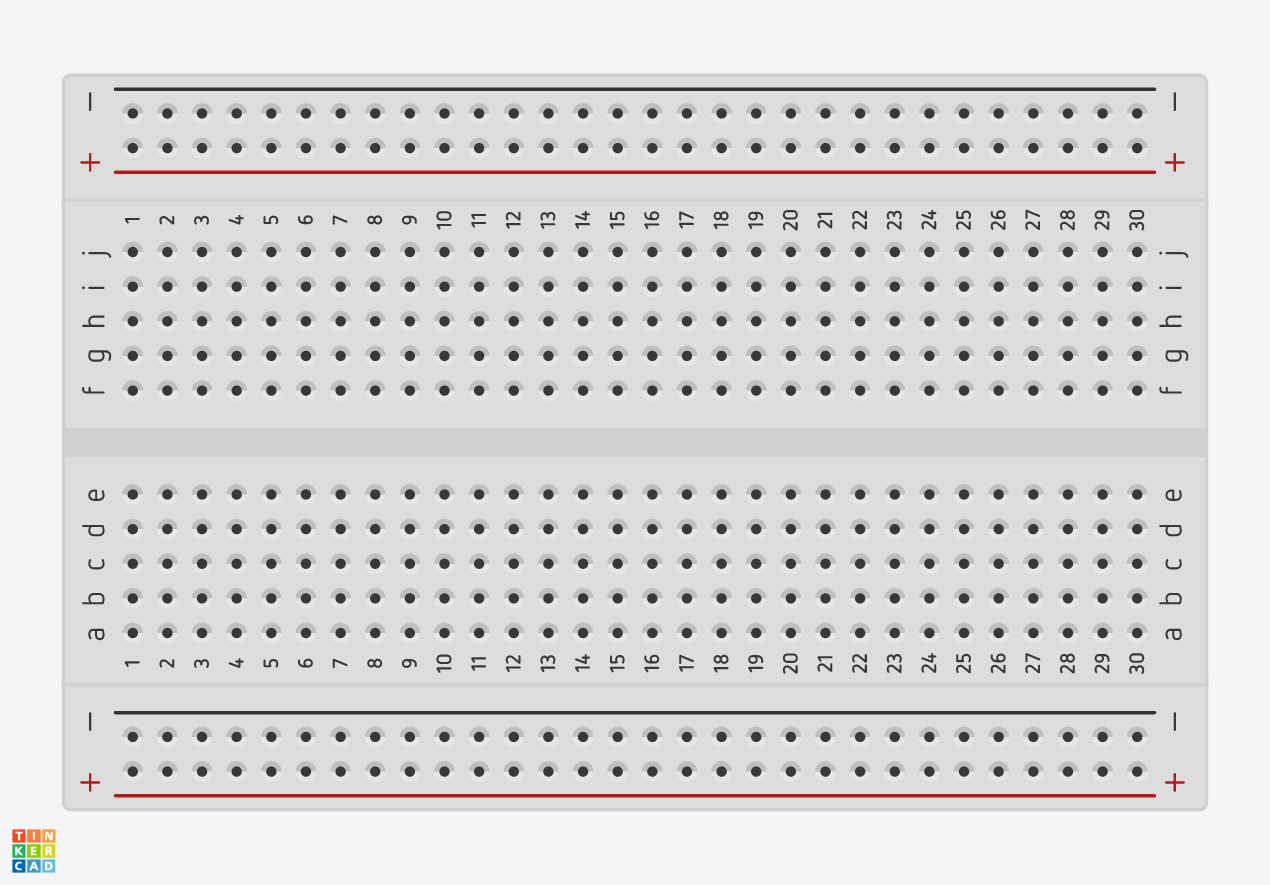 − −
+ +
1 2 3 4 5 6 7 8 9 10 11 12 13 14 15 16 17 18 19 20 21 22 23 24 25 26 27 28 29 30
j j
i i
h h
g g
f f
e e
d d
c c
b b
a a
1 2 3 4 5 6 7 8 9 10 11 12 13 14 15 16 17 18 19 20 21 22 23 24 25 26 27 28 29 30
− −
+ +
TIN
KER
CAD